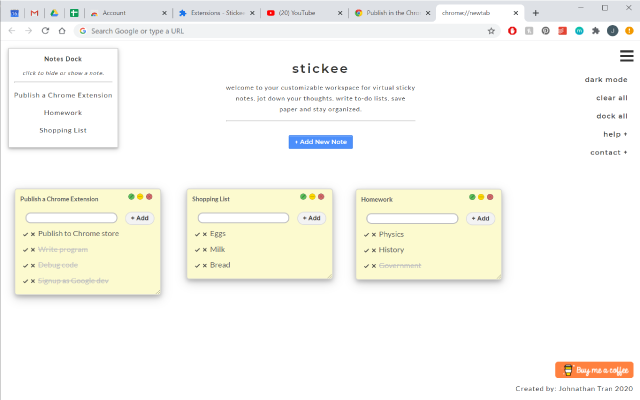 Account
Extensions - Sticke
(20) YouTube
Publish in the Chro
chrome://newtab
Search Google or type a URL
Notes Dock
click to hide or show a note.
Publish a Chrome Extension
Homework
Shopping List
stickee
welcome to your customizable workspace for virtual sticky
notes. jot down your thoughts, write to-do lists, save
paper and stay organized.
+ Add New Note
dark mode
clear all
dock all
help +
contact +
Publish a Chrome Extension
+ Add
Publish to Chrome store
Write program
Debug code
Signup as Google dev
Shopping List
+ Add
Eggs
Milk
Bread
Homework
+ Add
Physics
History
Government
Buy me a coffee
Created by: Johnathan Tran 2020